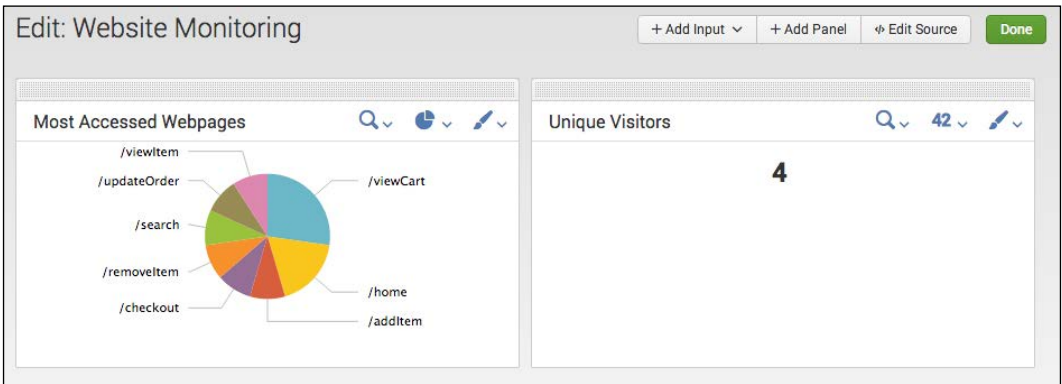 Edit: Website Monitoring
+ Add Input
+ Add Panel
Edit Source
Done
Most Accessed Webpages
Unique Visitors
42
/viewItem
/updateOrder
/viewCart
/search
/removeItem
/checkout
/home
/addItem
4